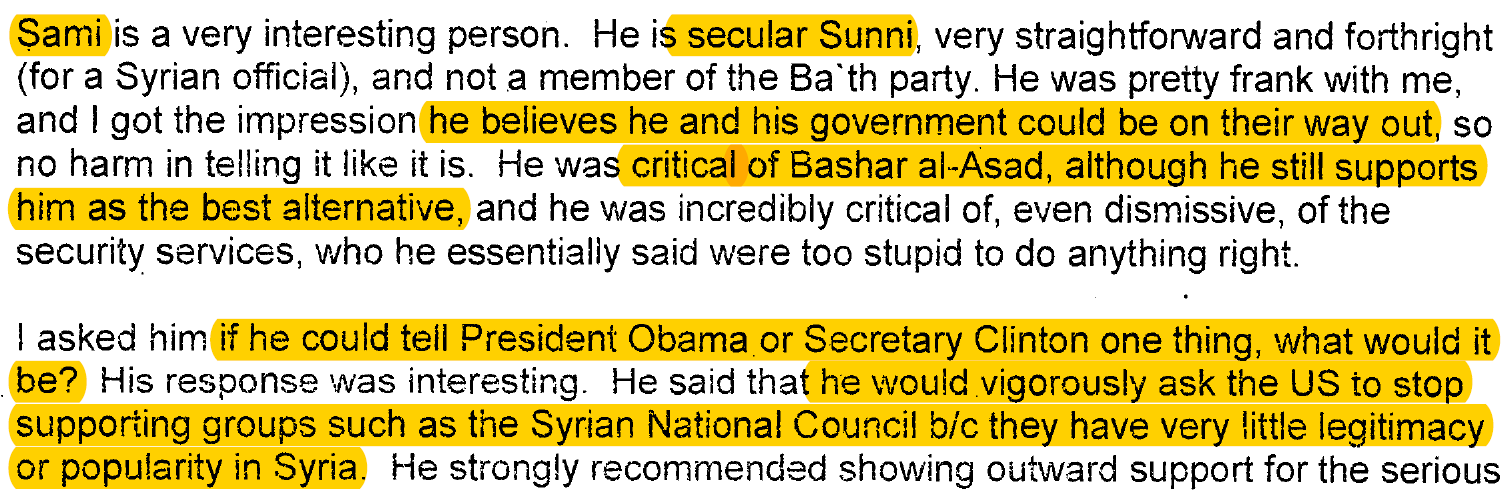 Sami is a very interesting person. He is secular Sunni, very straightforward and forthright
(for a Syrian official), and not a member of the Ba`th party. He was pretty frank with me,
and I got the impression he believes he and his government could be on their way out, so
no harm in telling it like it is. He was critical of Bashar al-Asad, although he still supports
him as the best alternative, and he was incredibly critical of, even dismissive, of the
security services, who he essentially said were too stupid to do anything right.
I asked him if he could tell President Obama or Secretary Clinton one thing, what would it
be? His response was interesting. He said that he would vigorously ask the US to stop
supporting groups such as the Syrian National Council b/c they have very little legitimacy
or popularity in Syria. He strongly recommended showing outward support for the serious